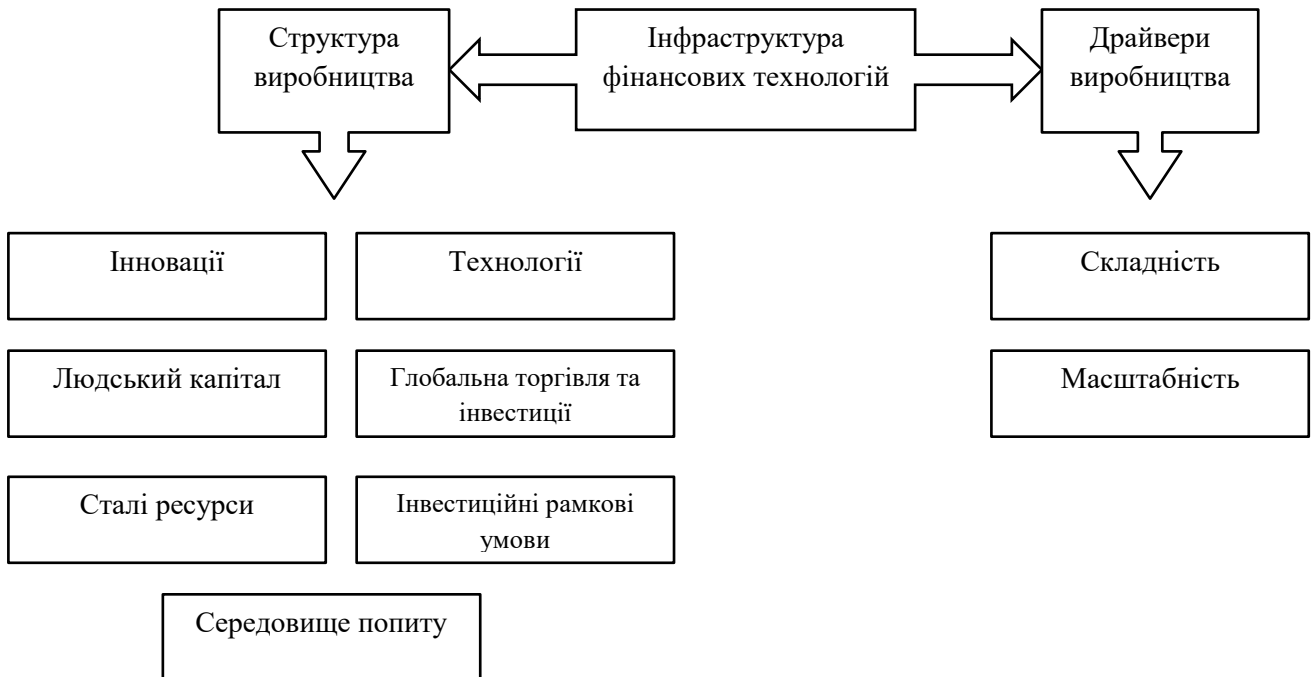 Структура
виробництва
Інфраструктура
фінансових технологій
Драйвери
виробництва
Інновації
Технології
Складність
Людський капітал
Глобальна торгівля та
інвестиції
Масштабність
Сталі ресурси
Інвестиційні рамкові
умови
Середовище попиту